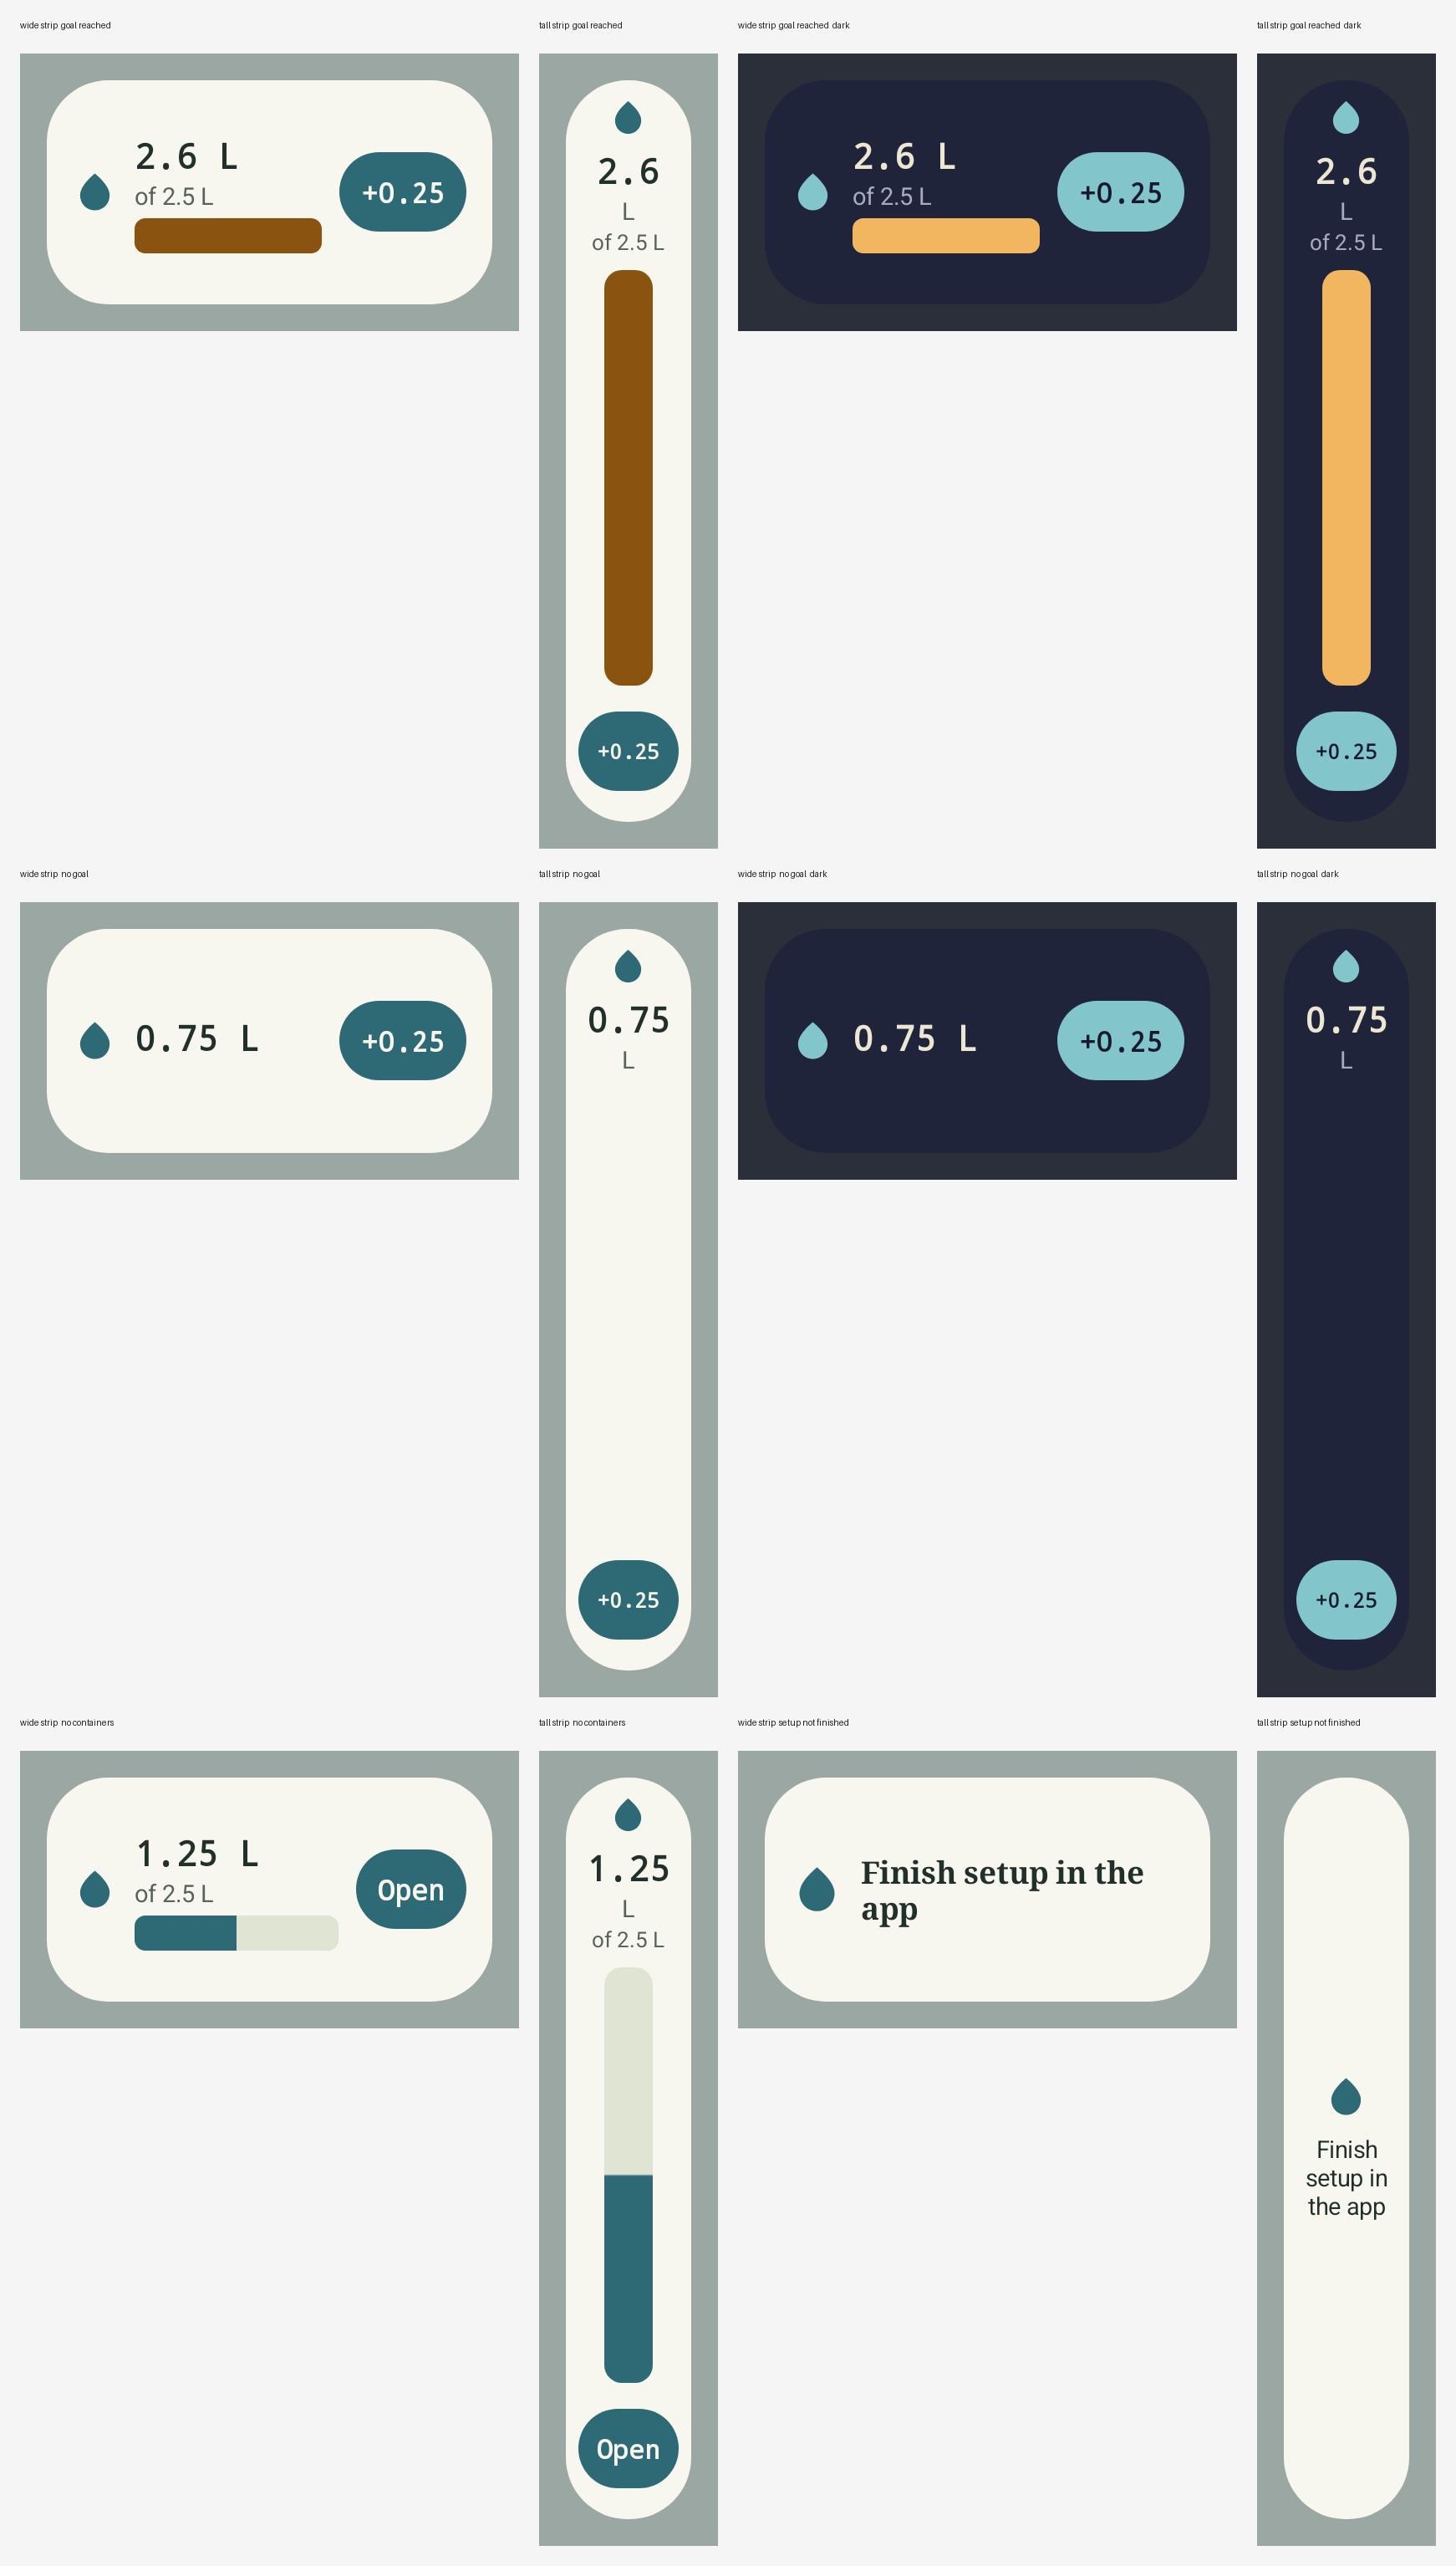 wide strip goal reached
2.6 L
of 2.5 L
+0.25
tall strip goal reached
2.6
L
of 2.5 L
+0.25
wide strip goal reached dark
2.6 L
of 2.5 L
+0.25
tall strip goal reached dark
2.6
L
of 2.5 L
+0.25
wide strip no goal
0.75 L
+0.25
tall strip no goal
0.75
L
+0.25
wide strip no goal dark
0.75 L
+0.25
tall strip no goal dark
0.75
L
+0.25
wide strip no containers
1.25 L
of 2.5 L
Open
tall strip no containers
1.25
L
of 2.5 L
Open
wide strip setup not finished
Finish setup in the
app
tall strip setup not finished
Finish
setup in
the app